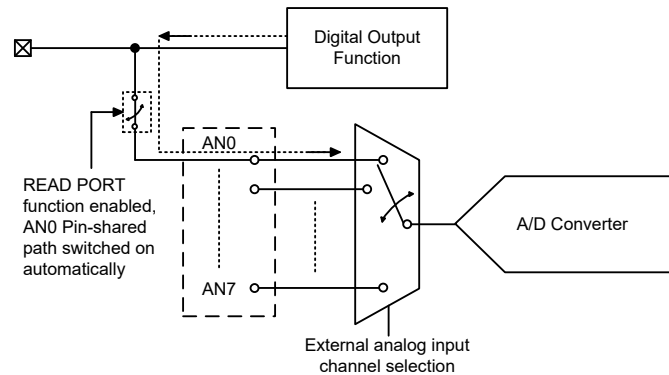 Digital Output
Function
AN0
READ PORT
function enabled,
AN0 Pin-shared
path switched on
automatically
A/D Converter
AN7
External analog input
channel selection